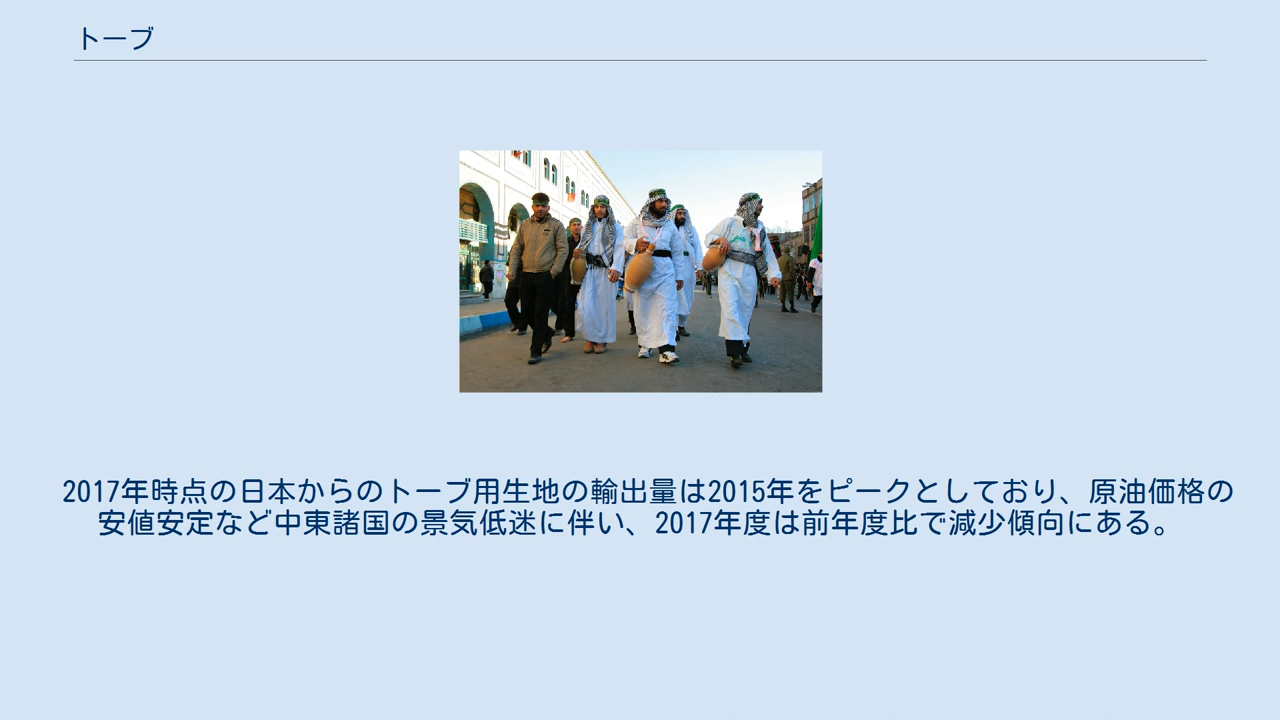 トーブ
2017年時点の日本からのトーブ用生地の輸出量は2015年をピークとしており、原油価格の
安値安定など中東諸国の景気低迷に伴い、2017年度は前年度比で減少傾向にある。